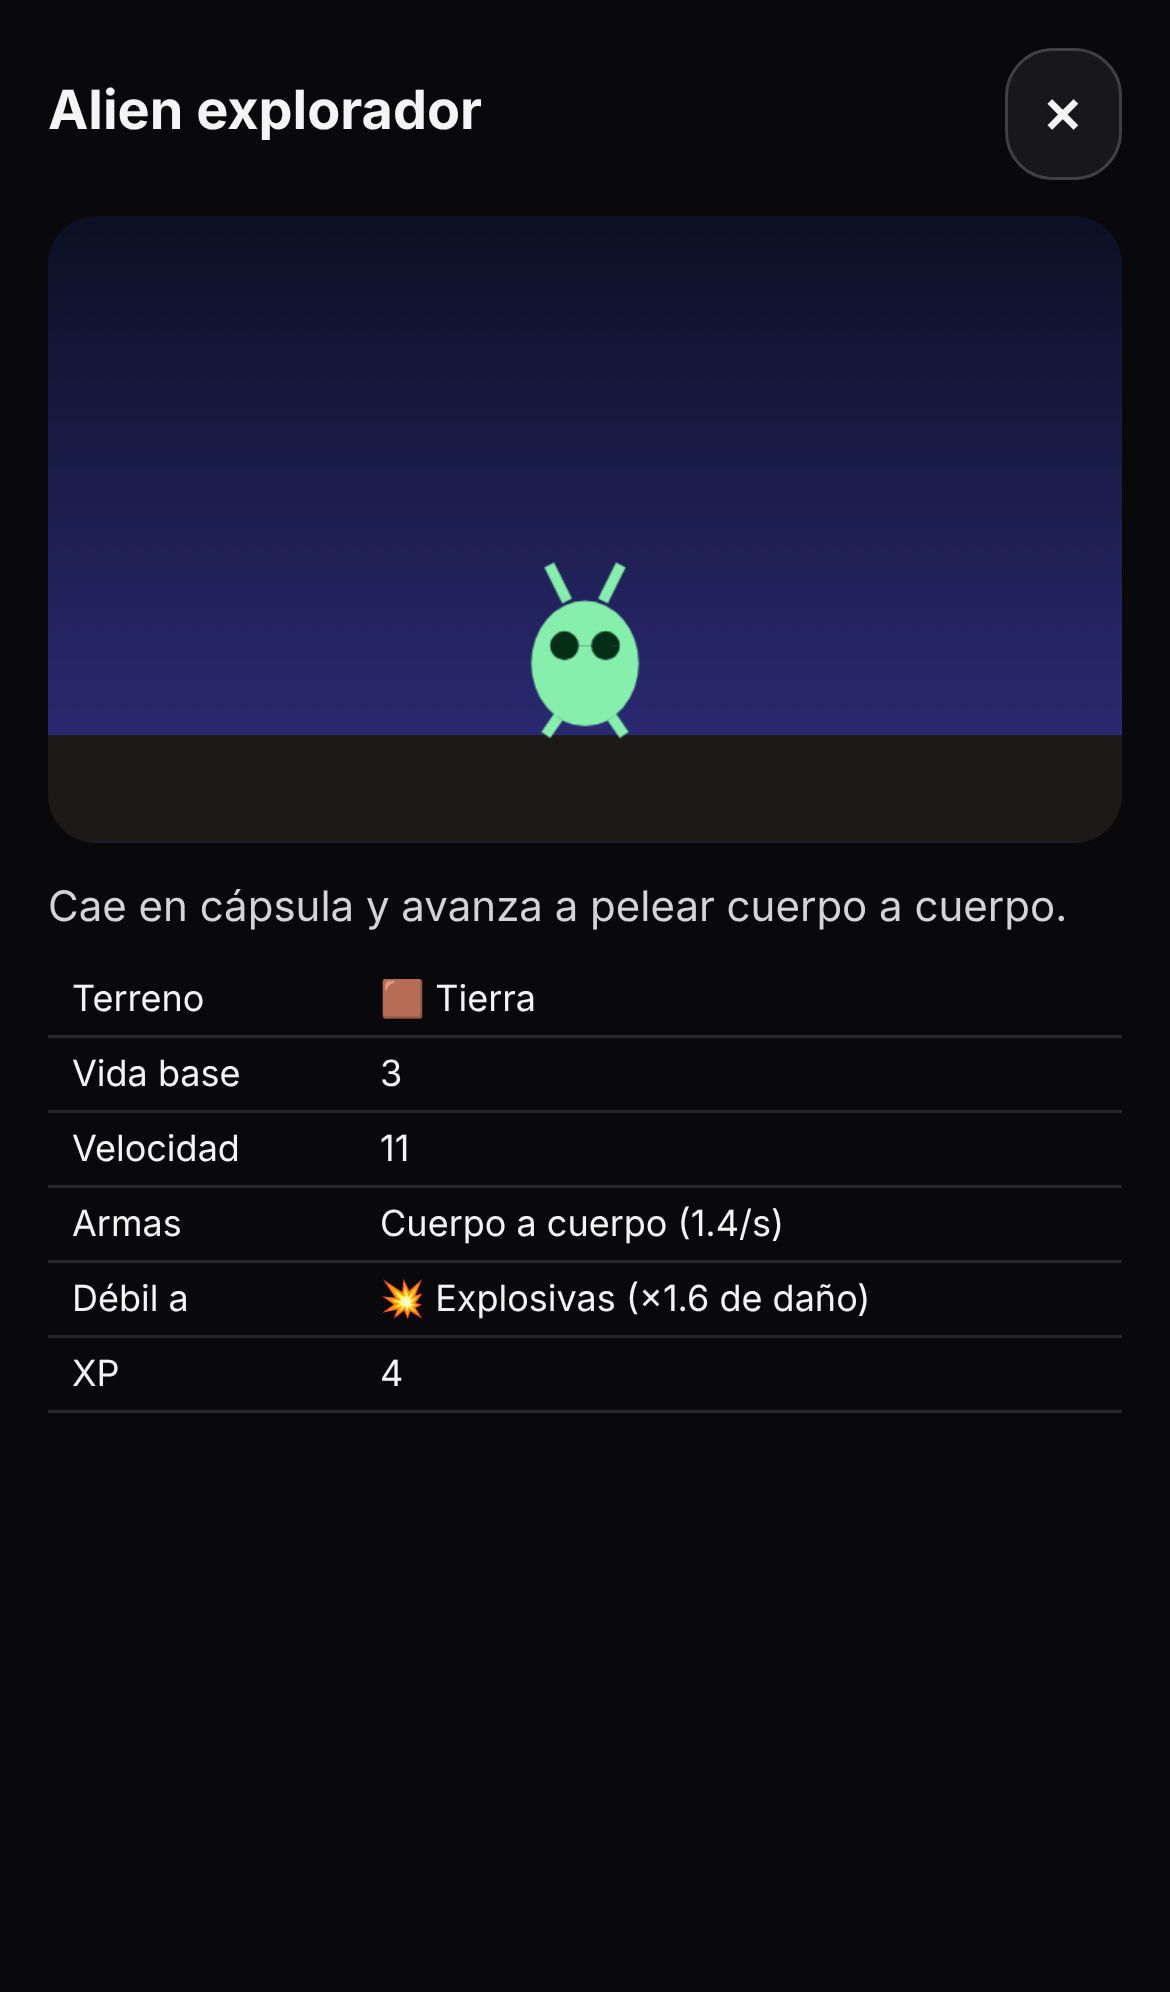 Alien explorador
×
Cae en cápsula y avanza a pelear cuerpo a cuerpo.
Terreno 🟫 Tierra
Vida base 3
Velocidad 11
Armas Cuerpo a cuerpo (1.4/s)
Débil a 💥 Explosivas (×1.6 de daño)
XP 4